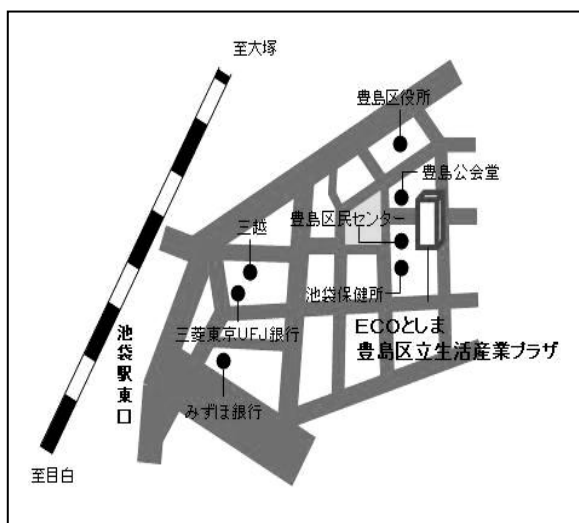 至大塚
豊島区役所
豊島公会堂
豊島区民センター
三越
池袋保健所
三菱東京UFJ銀行
ECOとしま
豊島区立生活産業プラザ
みずほ銀行
池袋駅東口
至目白